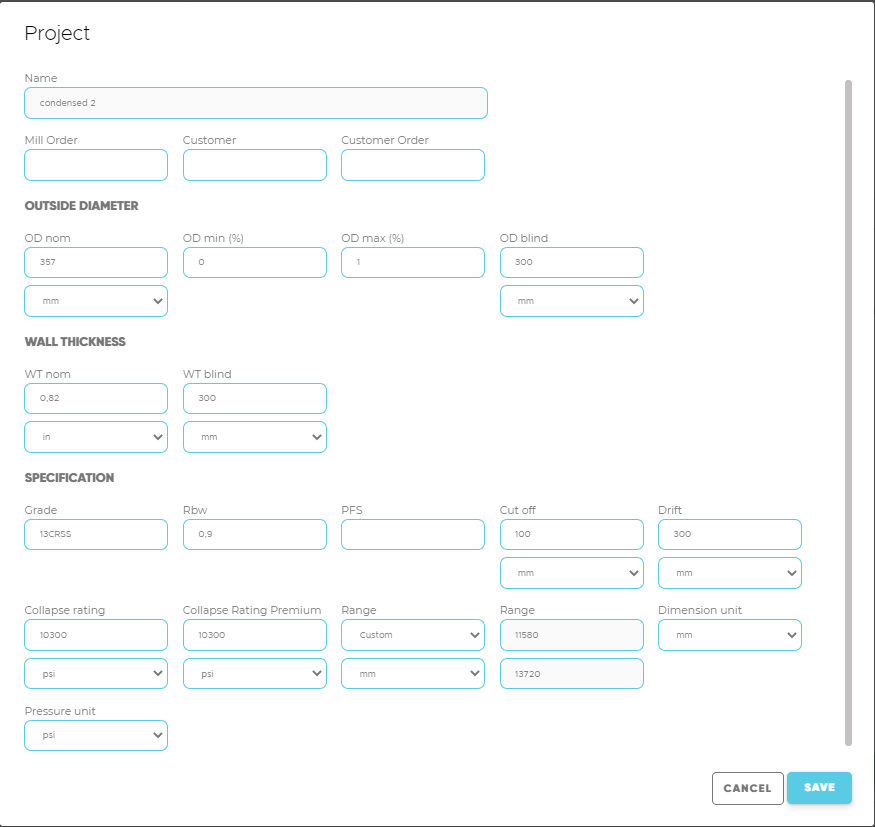 Project
Name
condensed 2
Mill Order Customer Customer Order
OUTSIDE DIAMETER
OD nom OD min (%) OD max (%) OD blind
357 0 1 300
mm mm
WALL THICKNESS
WT nom WT blind
0,82 300
in mm
SPECIFICATION
Grade Rbw PFS Cut off Drift
13CRSS 0,9 100 300
mm mm
Collapse rating Collapse Rating Premium Range Range Dimension unit
10300 10300 Custom 11580 mm
psi psi mm 13720
Pressure unit
psi
CANCEL SAVE